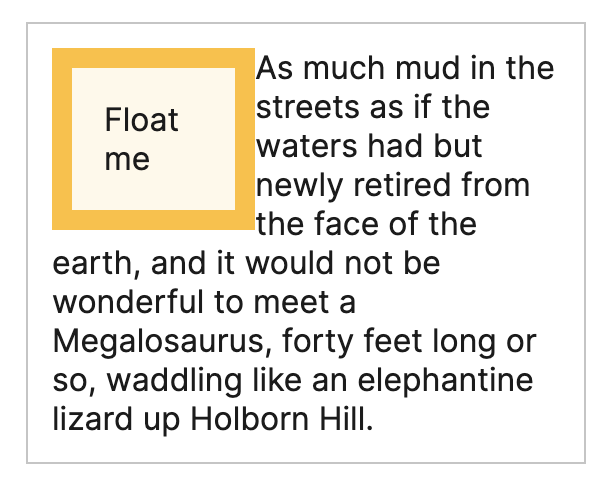 Float
me
As much mud in the
streets as if the
waters had but
newly retired from
the face of the
earth, and it would not be
wonderful to meet a
Megalosaurus, forty feet long or
so, waddling like an elephantine
lizard up Holborn Hill.